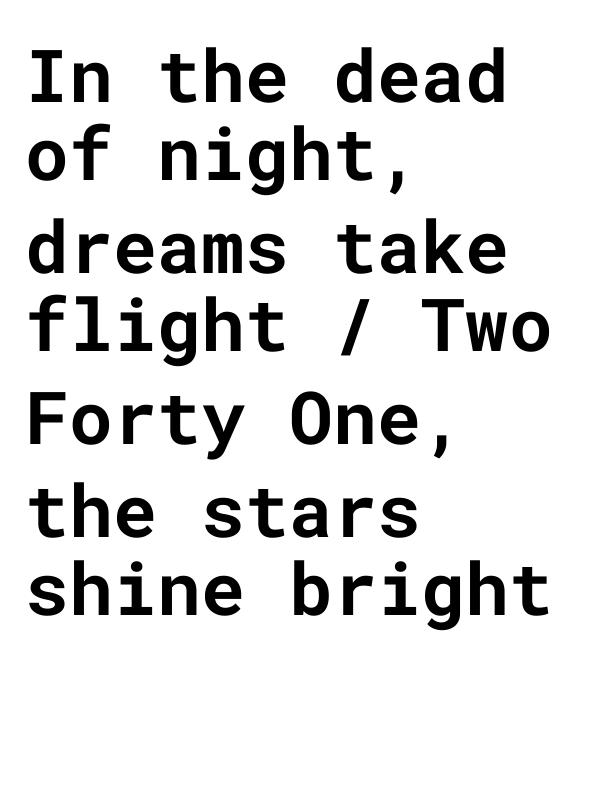 In the dead
of night,
dreams take
flight / Two
Forty One,
the stars
shine bright